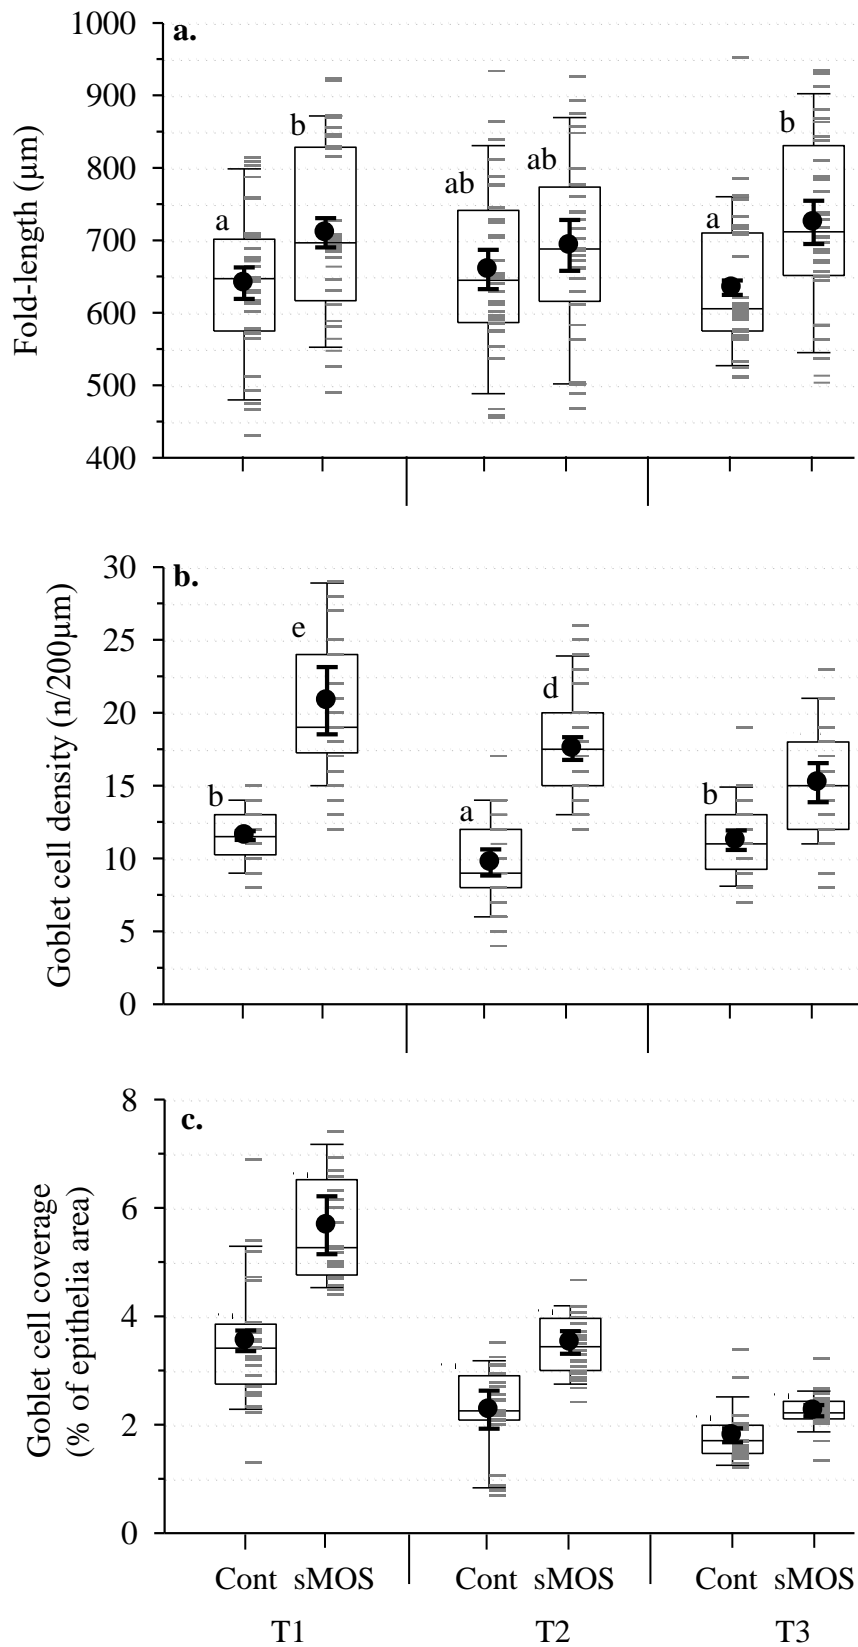 a.
Fold-length (µm)
1000
900
800
700
600
500
400
a
b
ab
ab
a
b
b.
Goblet cell density (n/200µm)
30
25
20
15
10
5
0
b
e
a
d
b
c.
Goblet cell coverage
(% of epithelia area)
8
6
4
2
0
Cont sMOS Cont sMOS Cont sMOS
T1 T2 T3